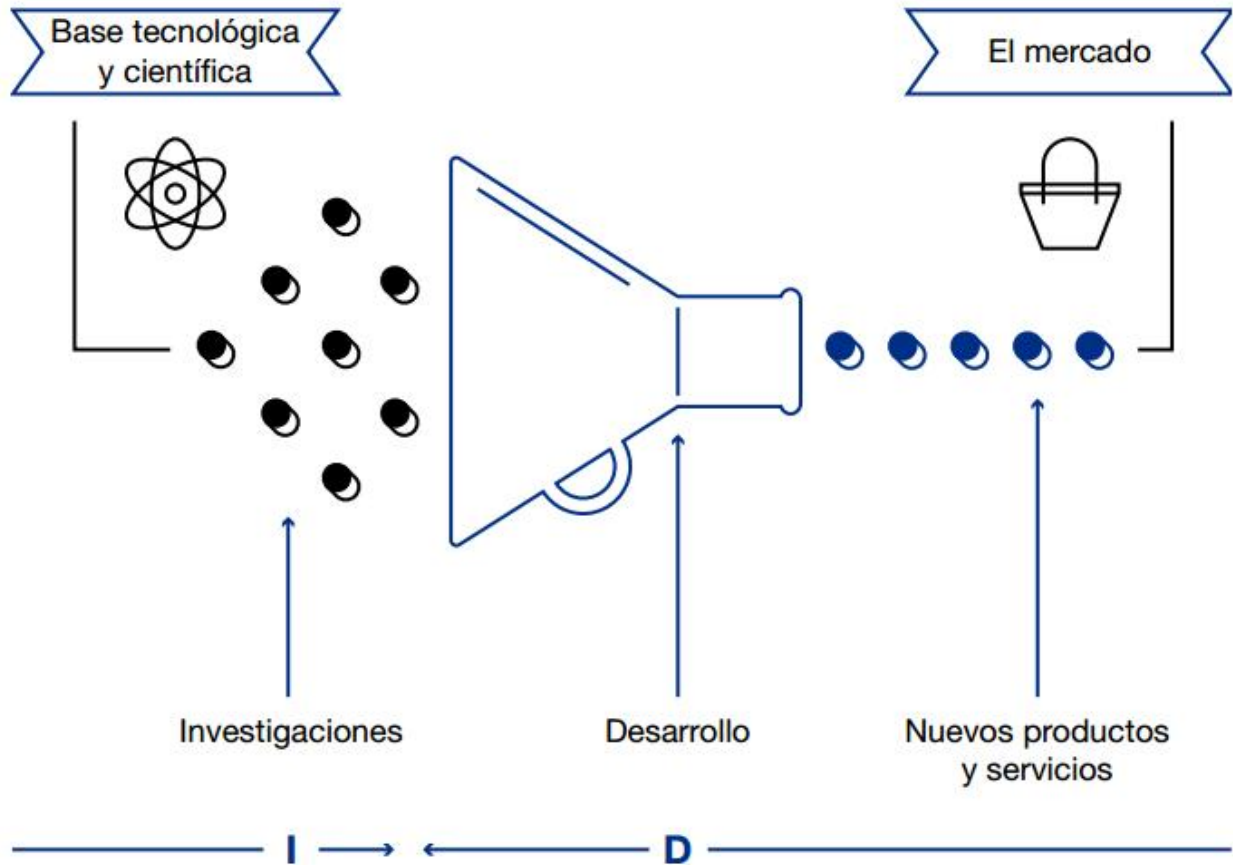 Base tecnológica
y científica
El mercado
Investigaciones
Desarrollo
Nuevos productos
y servicios
I
D